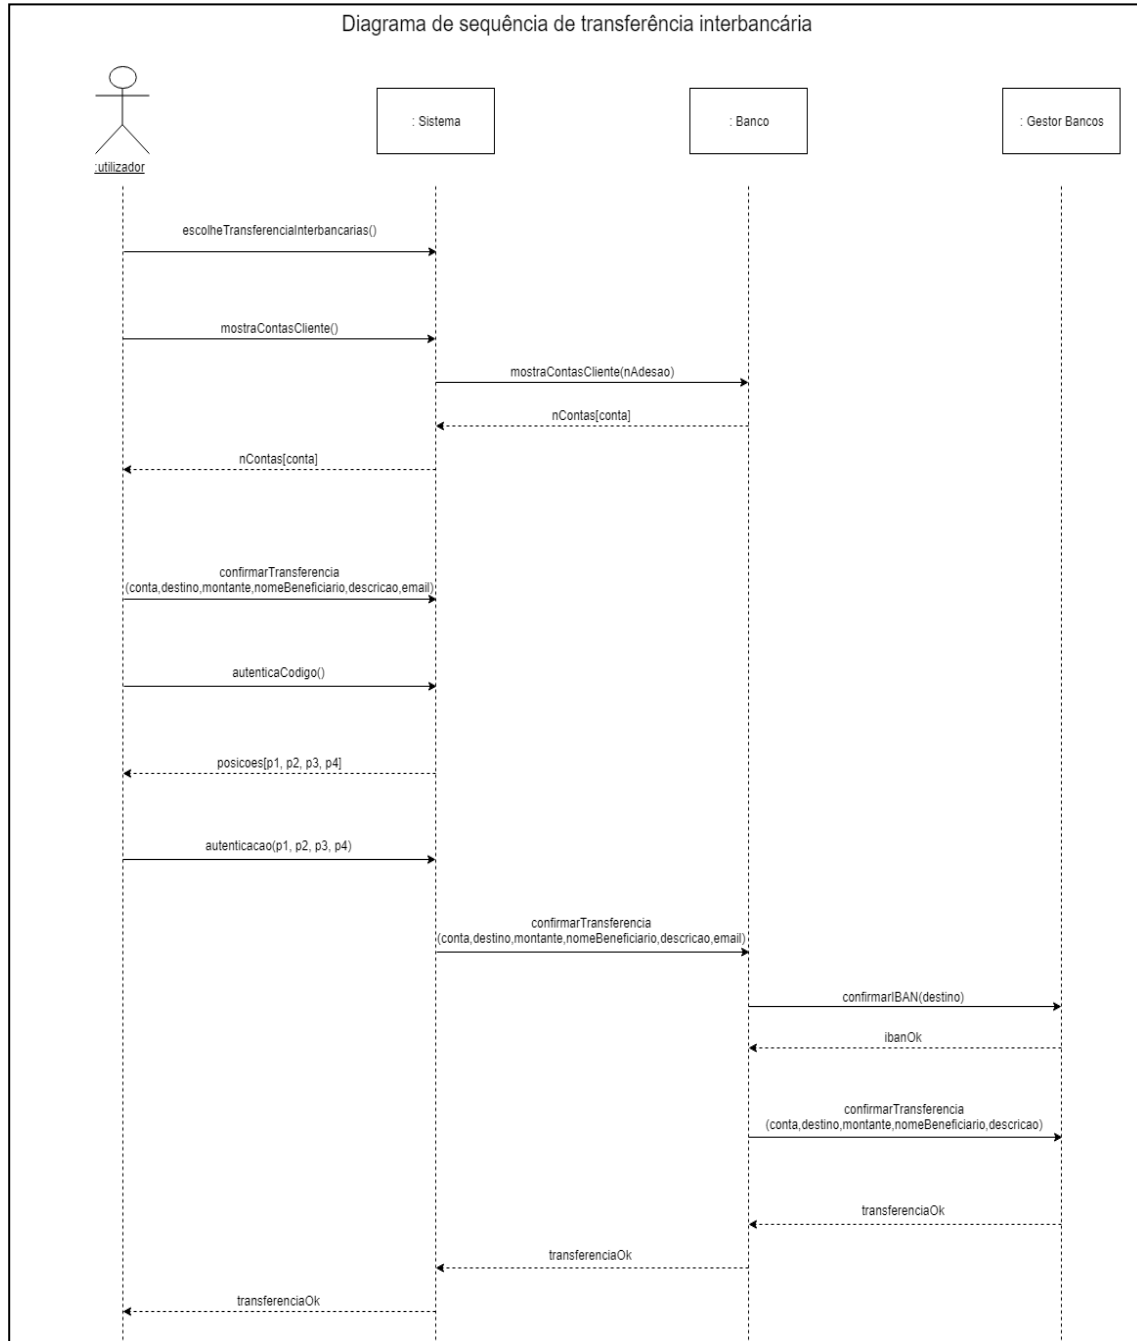 Diagrama de sequência de transferência interbancária
: Sistema
: Banco
: Gestor Bancos
:utilizador
escolheTransferenciaInterbancarias()
mostraContasCliente()
mostraContasCliente(nAdesao)
nContas[conta]
nContas[conta]
confirmarTransferencia
(conta,destino,montante,nomeBeneficiario,descricao,email)
autenticaCodigo()
posicoes[p1, p2, p3, p4]
autenticacao(p1, p2, p3, p4)
confirmarTransferencia
(conta,destino,montante,nomeBeneficiario,descricao,email)
confirmarIBAN(destino)
ibanOk
confirmarTransferencia
(conta,destino,montante,nomeBeneficiario,descricao)
transferenciaOk
transferenciaOk
transferenciaOk